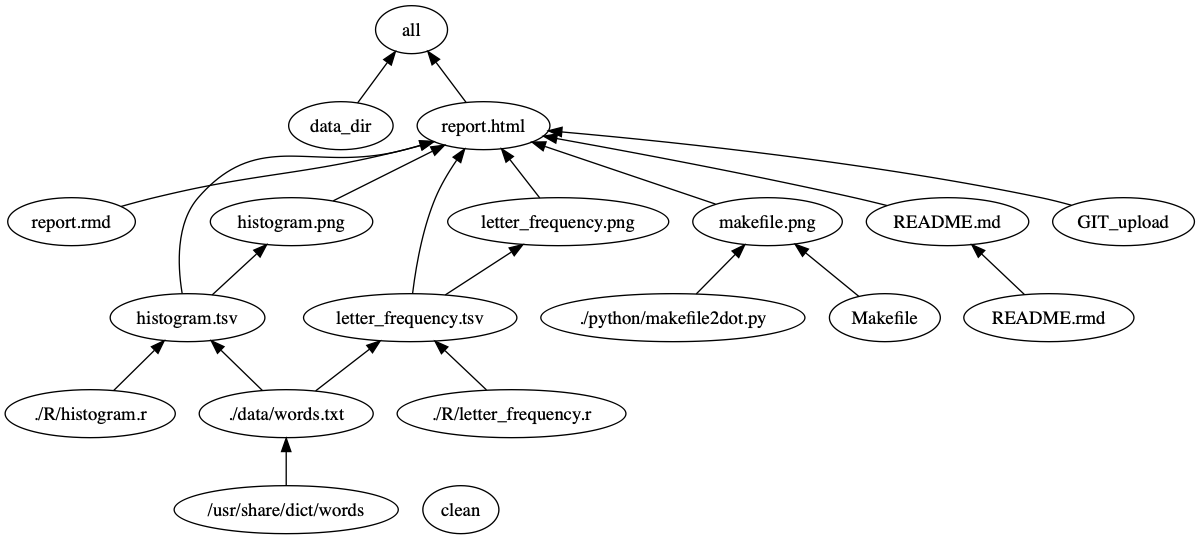 all
data_dir
report.html
report.rmd
histogram.png
letter_frequency.png
makefile.png
README.md
GIT_upload
histogram.tsv
letter_frequency.tsv
./python/makefile2dot.py
Makefile
README.rmd
./R/histogram.r
./data/words.txt
./R/letter_frequency.r
/usr/share/dict/words
clean